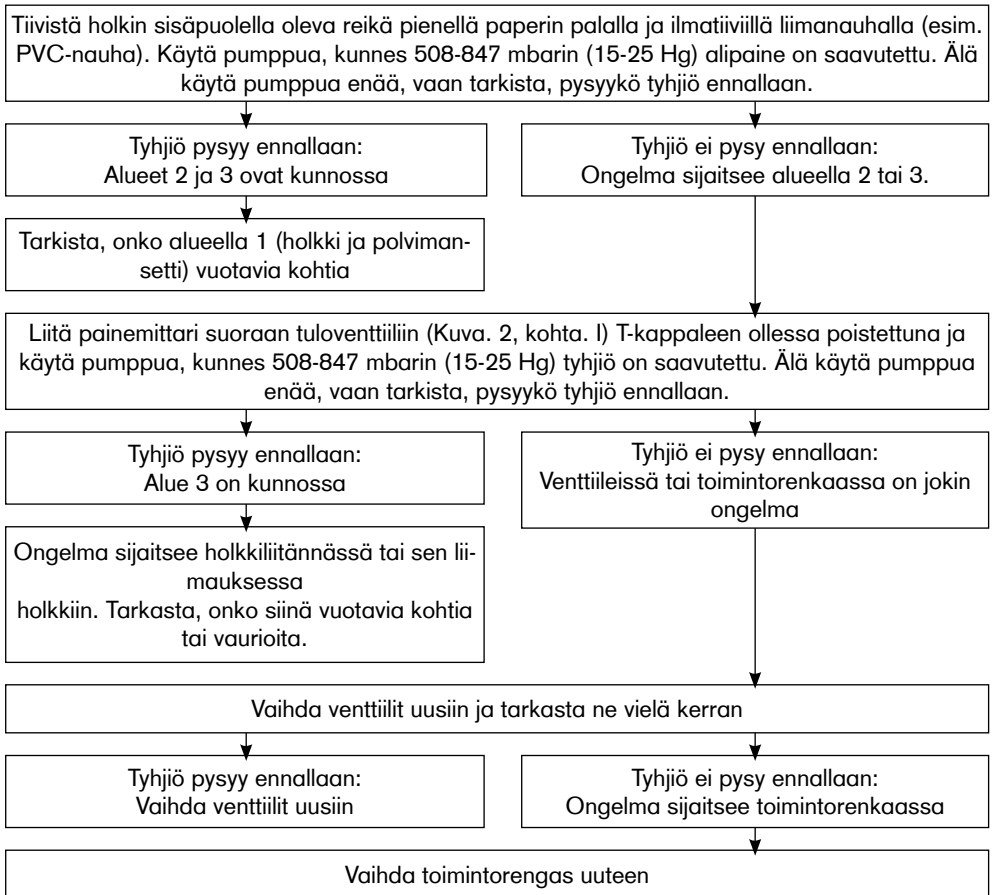 Tiivistä holkin sisäpuolella oleva reikä pienellä paperin palalla ja ilmatiiviillä liimanauhalla (esim.
PVC-nauha). Käytä pumppua, kunnes 508-847 mbarin (15-25 Hg) alipaine on saavutettu. Älä
käytä pumppua enää, vaan tarkista, pysyykö tyhjiö ennallaan.
Tyhjiö pysyy ennallaan:
Alueet 2 ja 3 ovat kunnossa
Tyhjiö ei pysy ennallaan:
Ongelma sijaitsee alueella 2 tai 3.
Tarkista, onko alueella 1 (holkki ja polviman-
setti) vuotavia kohtia
Liitä painemittari suoraan tuloventtiiliin (Kuva. 2, kohta. I) T-kappaleen ollessa poistettuna ja
käytä pumppua, kunnes 508-847 mbarin (15-25 Hg) tyhjiö on saavutettu. Älä käytä pumppua
enää, vaan tarkista, pysyykö tyhjiö ennallaan.
Tyhjiö pysyy ennallaan:
Alue 3 on kunnossa
Tyhjiö ei pysy ennallaan:
Venttiileissä tai toimintorenkaassa on jokin
ongelma
Ongelma sijaitsee holkkiliitännässä tai sen lii-
mauksessa
holkkiin. Tarkasta, onko siinä vuotavia kohtia
tai vaurioita.
Vaihda venttiilit uusiin ja tarkasta ne vielä kerran
Tyhjiö pysyy ennallaan:
Vaihda venttiilit uusiin
Tyhjiö ei pysy ennallaan:
Ongelma sijaitsee toimintorenkaassa
Vaihda toimintorengas uuteen